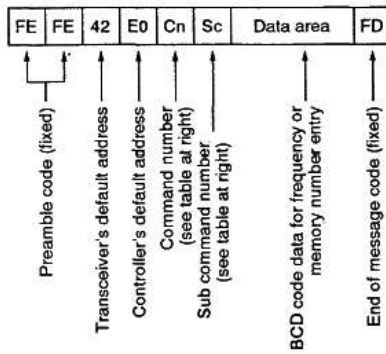 FE FE 42 E0 Cn Sc Data area FD
Preamble code (fixed)
Transceiver's default address
Controller's default address
Command number
(see table at right)
Sub command number
(see table at right)
BCD code data for frequency or
memory number entry
End of message code (fixed)